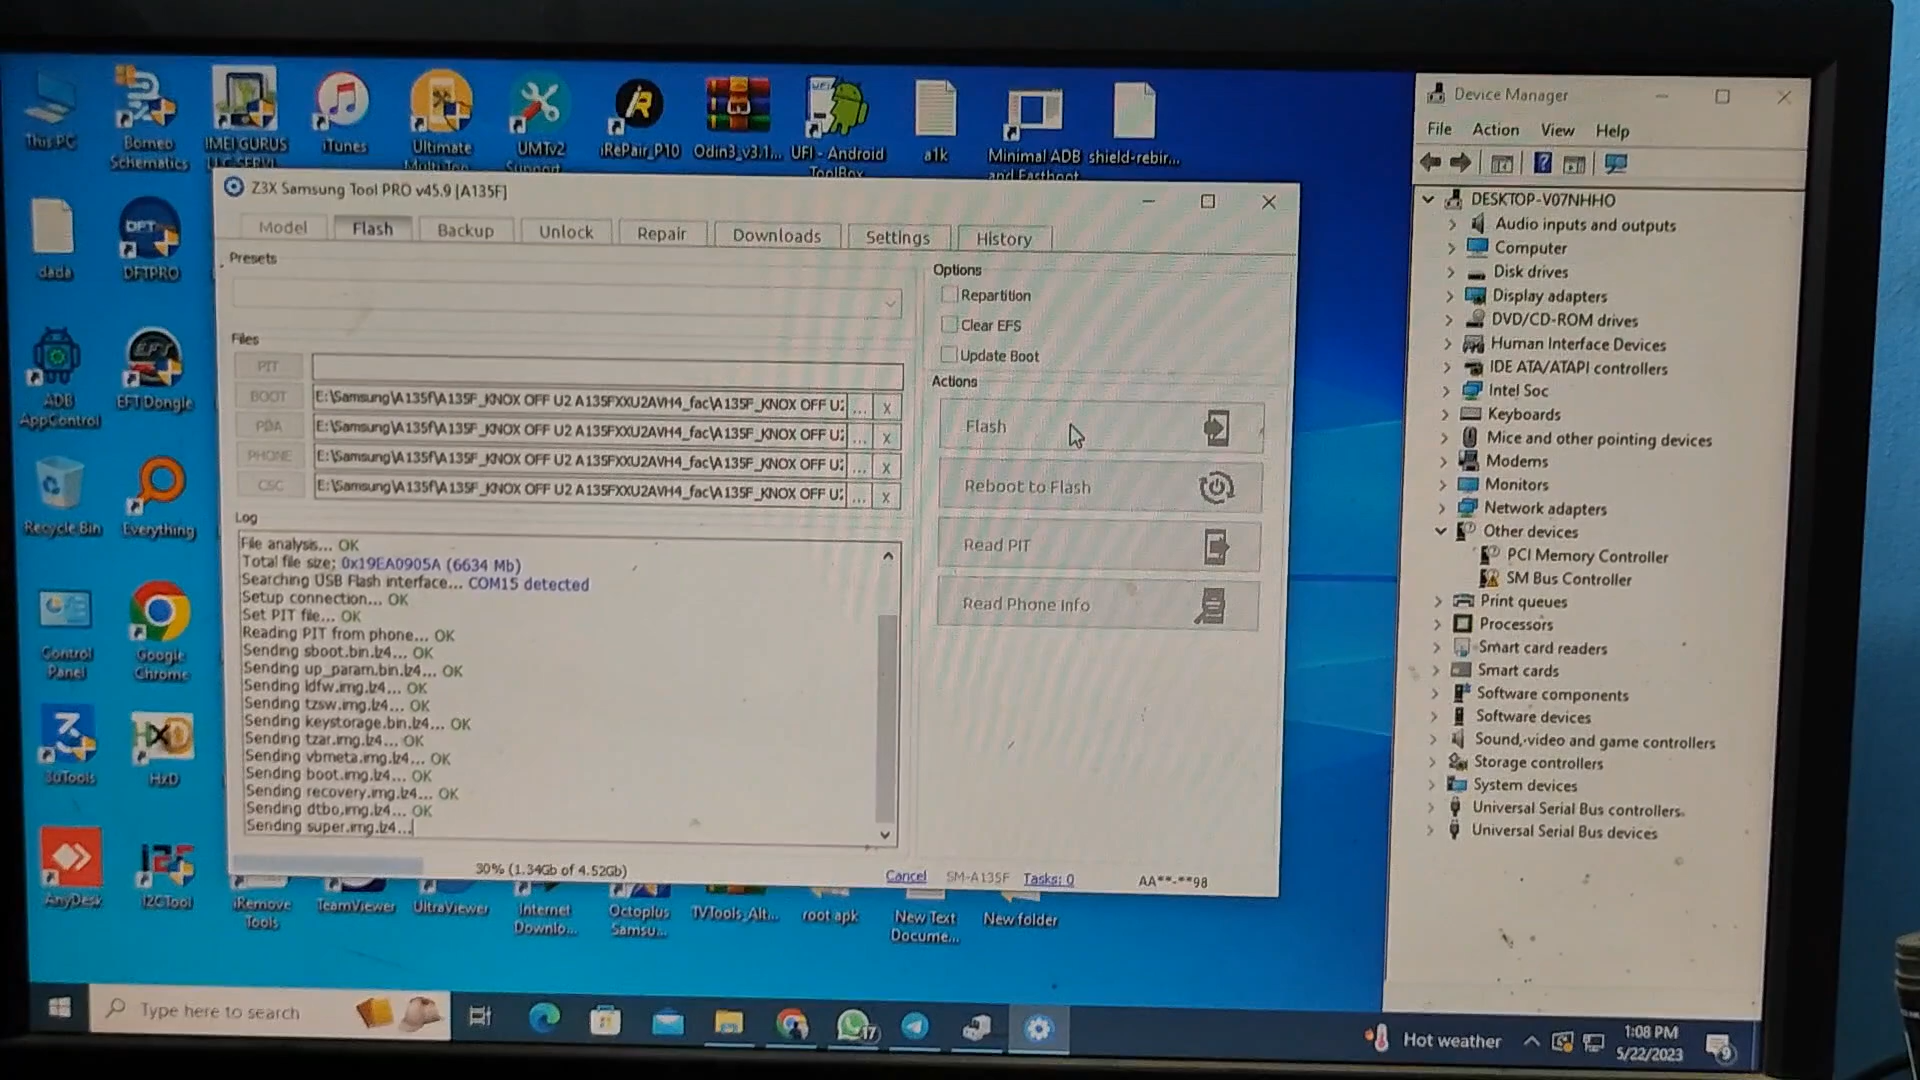 This PC
Borneo
Schematics
IMEI GURUS
iTunes
Ultimate
UMTv2
Support
iRePair_P10
Odin3_v3.1...
UFI - Android
ToolBox
a1k
Minimal ADB
and Fastboot
shield-rebir...
dada
DFT
DFTPRO
ADB
AppControl
EFT
EFT Dongle
Recycle Bin
Everything
Control
Panel
Google
Chrome
3uTools
HxD
AnyDesk
I2CTool
iRemove
Tools
TeamViewer
UltraViewer
Internet
Downlo...
Octoplus
Samsu...
TVTools_Alt...
root apk
New Text
Docume...
New folder
Z3X Samsung Tool PRO v45.9 [A135F]
Model
Flash
Backup
Unlock
Repair
Downloads
Settings
History
Presets
Files
PIT
BOOT
E:\Samsung\A135f\A135F_KNOX OFF U2 A135FXXU2AVH4_fac\A135F_KNOX OFF U2
... x
PDA
E:\Samsung\A135f\A135F_KNOX OFF U2 A135FXXU2AVH4_fac\A135F_KNOX OFF U2
... x
PHONE
E:\Samsung\A135f\A135F_KNOX OFF U2 A135FXXU2AVH4_fac\A135F_KNOX OFF U2
... x
CSC
E:\Samsung\A135f\A135F_KNOX OFF U2 A135FXXU2AVH4_fac\A135F_KNOX OFF U2
... x
Log
File analysis... OK
Total file size: 0x19EA0905A (6634 Mb)
Searching USB Flash interface... COM15 detected
Setup connection... OK
Set PIT file... OK
Reading PIT from phone... OK
Sending sboot.bin.lz4... OK
Sending up_param.bin.lz4... OK
Sending ldfw.img.lz4... OK
Sending tzsw.img.lz4... OK
Sending keystorage.bin.lz4... OK
Sending tzar.img.lz4... OK
Sending vbmeta.img.lz4... OK
Sending boot.img.lz4... OK
Sending recovery.img.lz4... OK
Sending dtbo.img.lz4... OK
Sending super.img.lz4...
30% (1.34Gb of 4.52Gb)
Cancel
SM-A135F
Tasks: 0
AA**-**98
Options
Repartition
Clear EFS
Update Boot
Actions
Flash
Reboot to Flash
Read PIT
Read Phone Info
Device Manager
File Action View Help
DESKTOP-V07NHHO
Audio inputs and outputs
Computer
Disk drives
Display adapters
DVD/CD-ROM drives
Human Interface Devices
IDE ATA/ATAPI controllers
Intel Soc
Keyboards
Mice and other pointing devices
Modems
Monitors
Network adapters
Other devices
PCI Memory Controller
SM Bus Controller
Print queues
Processors
Smart card readers
Smart cards
Software components
Software devices
Sound, video and game controllers
Storage controllers
System devices
Universal Serial Bus controllers
Universal Serial Bus devices
Type here to search
17
Hot weather
1:08 PM
5/22/2023
9